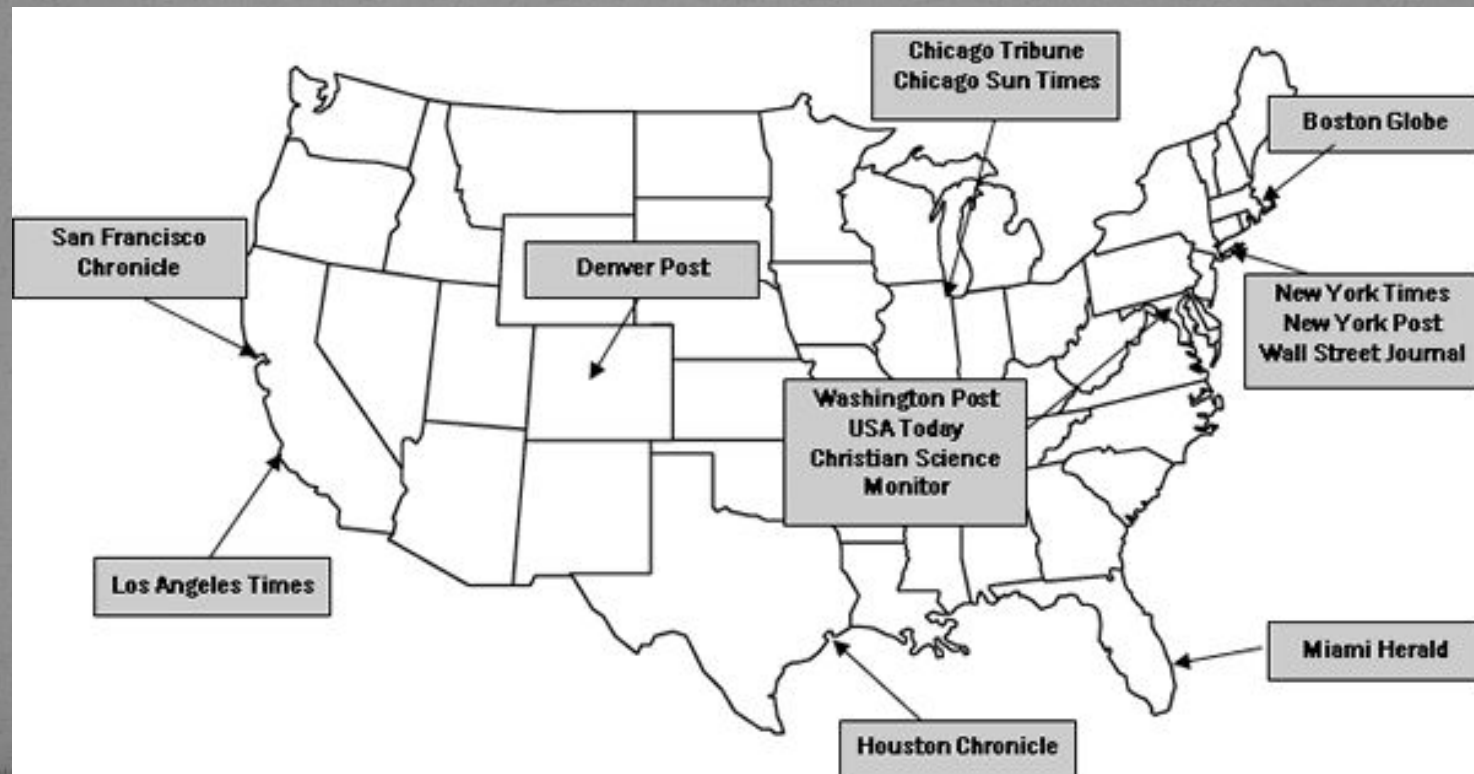 Chicago Tribune
Chicago Sun Times
Boston Globe
San Francisco
Chronicle
Denver Post
New York Times
New York Post
Wall Street Journal
Washington Post
USA Today
Christian Science
Monitor
Los Angeles Times
Miami Herald
Houston Chronicle